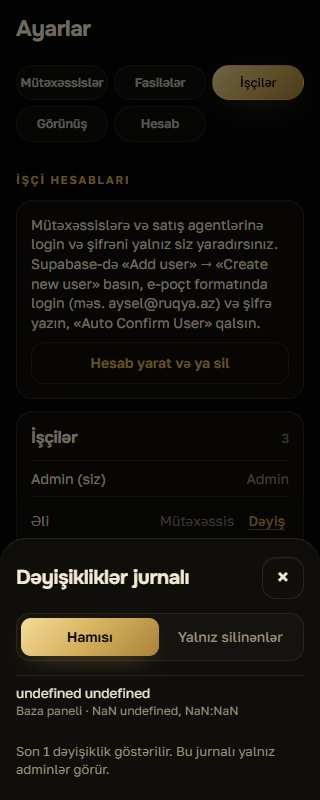 Ayarlar
Mütəxəssislər
Fasilələr
İşçilər
Görünüş
Hesab
İŞÇİ HESABLARI
Mütəxəssislərə və satış agentlərinə
login və şifrəni yalnız siz yaradırsınız.
Supabase-də «Add user» → «Create
new user» basın, e-poçt formatında
login (məs. aysel@ruqya.az) və şifrə
yazın, «Auto Confirm User» qalsın.
Hesab yarat və ya sil
İşçilər 3
Admin (siz) Admin
Əli Mütəxəssis Dəyiş
Dəyişikliklər jurnalı ×
Hamısı Yalnız silinənlər
undefined undefined
Baza paneli · NaN undefined, NaN:NaN
Son 1 dəyişiklik göstərilir. Bu jurnalı yalnız
adminlər görür.